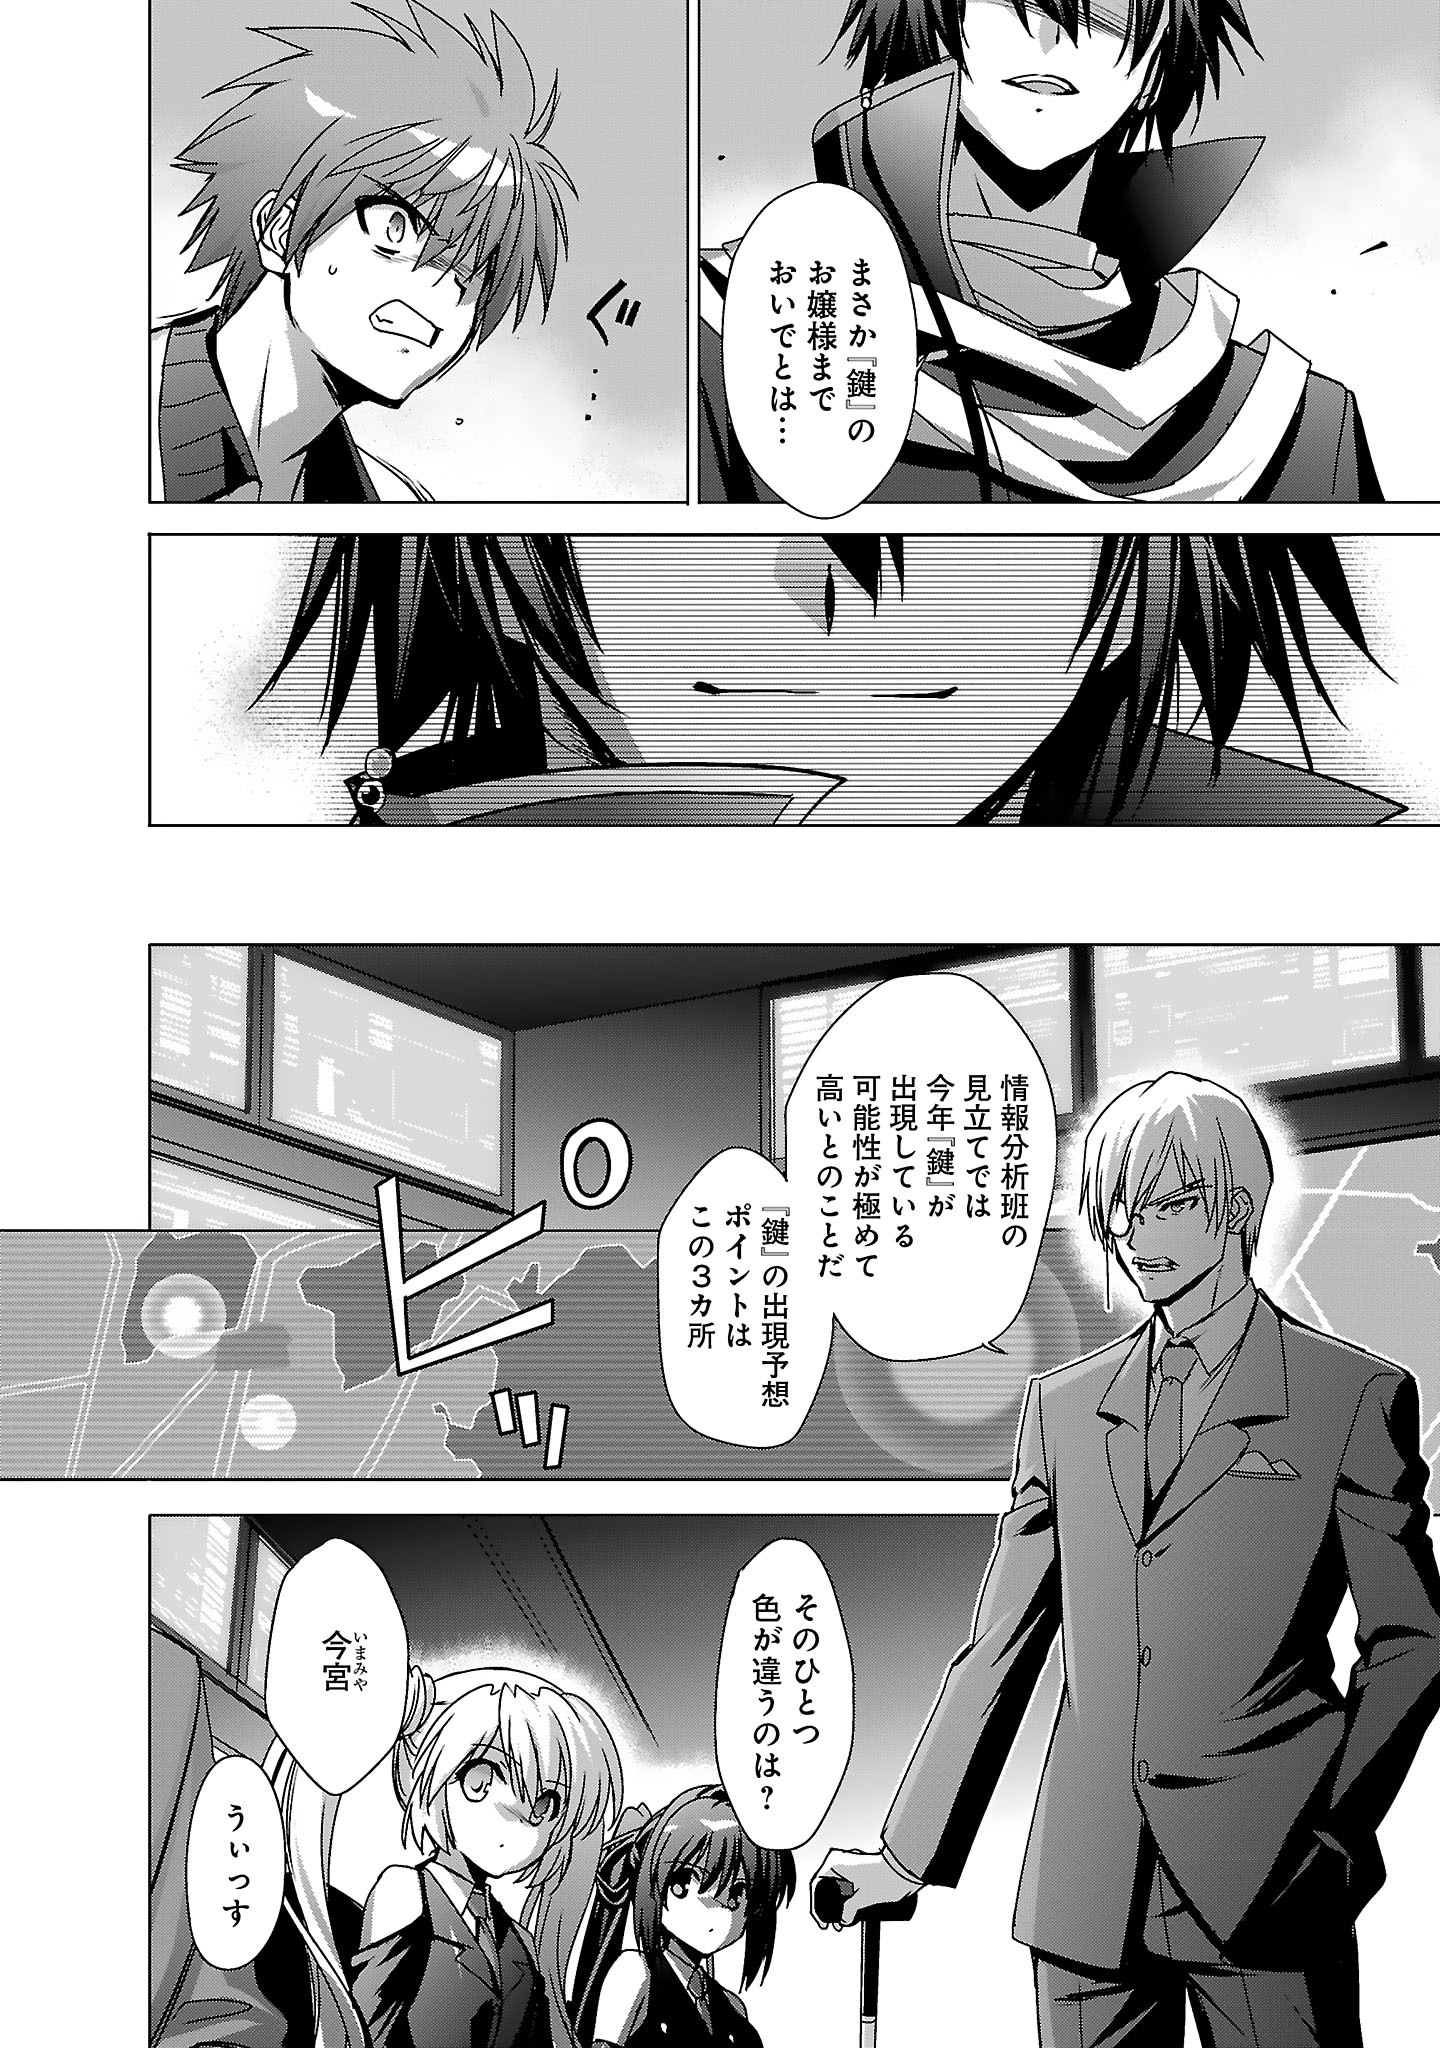 まさか『鍵』の
お嬢様まで
おいでとは…
ぐ…
情報分析班の
見立てでは
今年『鍵』が
出現している
可能性が極めて
高いとのことだ
『鍵』の出現予想
ポイントは
この3カ所
ピッ
そのひとつ
色が違うのは？
今宮
いまみや
ういっす